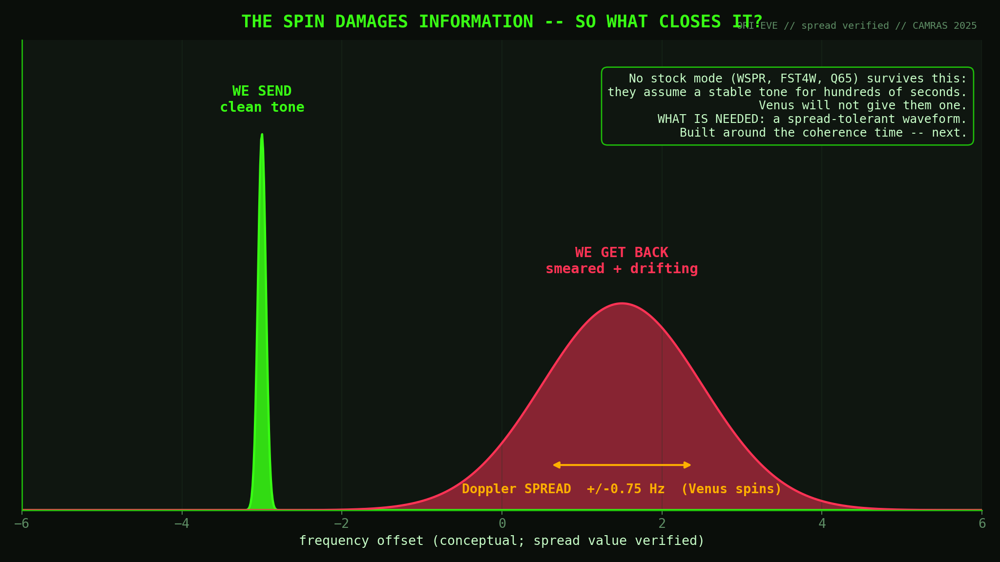 THE SPIN DAMAGES INFORMATION -- SO WHAT CLOSES IT?
ORI EVE // spread verified // CAMRAS 2025
No stock mode (WSPR, FST4W, Q65) survives this:
they assume a stable tone for hundreds of seconds.
Venus will not give them one.
WHAT IS NEEDED: a spread-tolerant waveform.
Built around the coherence time -- next.
WE SEND
clean tone
WE GET BACK
smeared + drifting
Doppler SPREAD +/-0.75 Hz (Venus spins)
−6 −4 −2 0 2 4 6
frequency offset (conceptual; spread value verified)